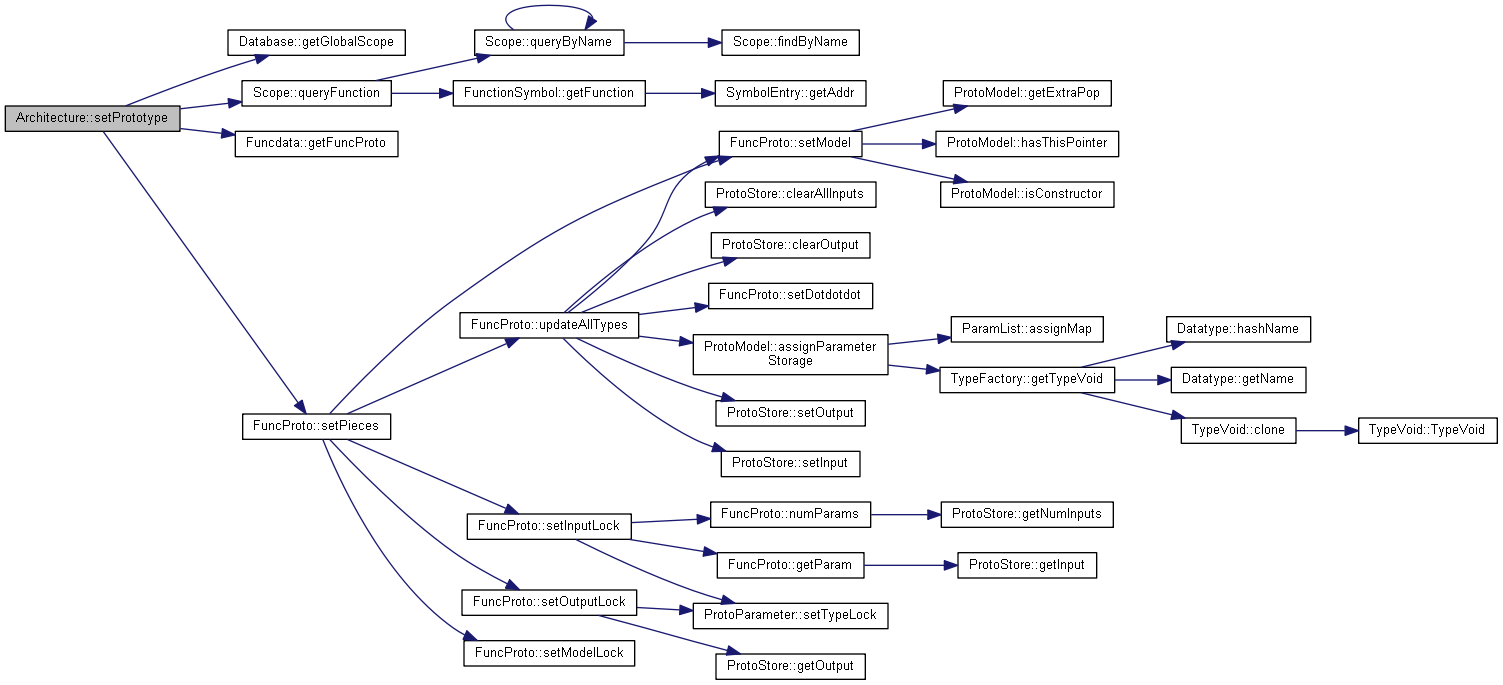 Architecture::setPrototype
Database::getGlobalScope
Scope::queryFunction
Funcdata::getFuncProto
FuncProto::setPieces
Scope::queryByName
FunctionSymbol::getFunction
Scope::findByName
SymbolEntry::getAddr
FuncProto::updateAllTypes
FuncProto::setInputLock
FuncProto::setOutputLock
FuncProto::setModelLock
FuncProto::setModel
ProtoStore::clearAllInputs
ProtoStore::clearOutput
FuncProto::setDotdotdot
ProtoModel::assignParameter
Storage
ProtoStore::setOutput
ProtoStore::setInput
FuncProto::numParams
FuncProto::getParam
ProtoParameter::setTypeLock
ProtoStore::getOutput
ProtoModel::getExtraPop
ProtoModel::hasThisPointer
ProtoModel::isConstructor
ParamList::assignMap
TypeFactory::getTypeVoid
ProtoStore::getNumInputs
ProtoStore::getInput
Datatype::hashName
Datatype::getName
TypeVoid::clone
TypeVoid::TypeVoid